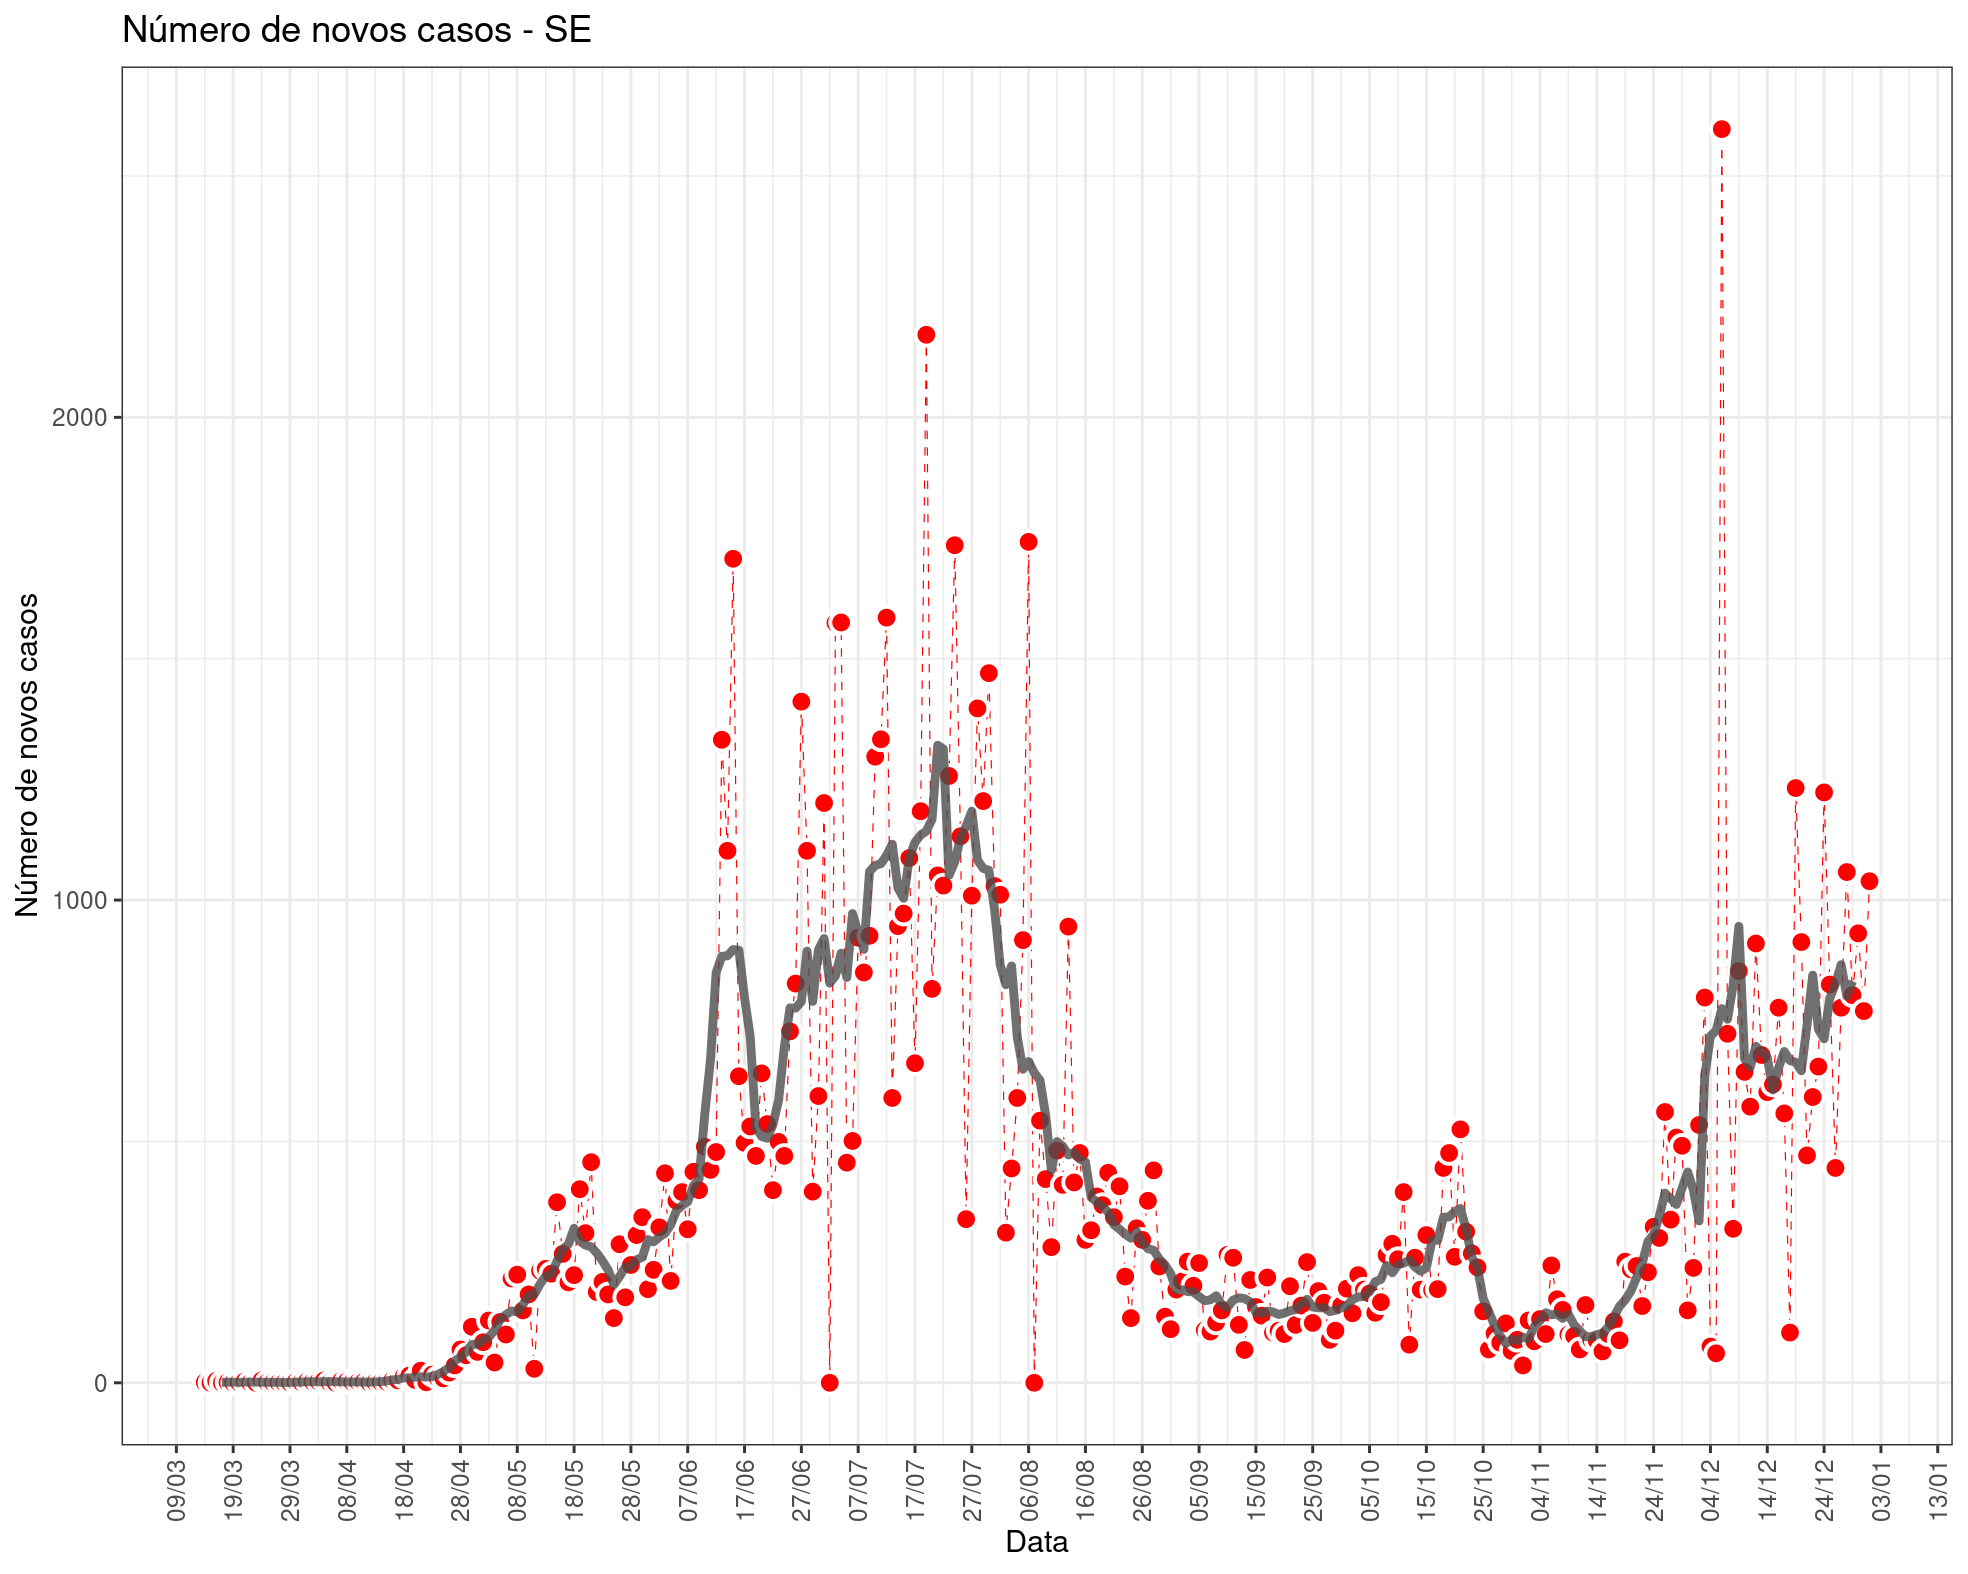 Número de novos casos - SE
Número de novos casos
2000
1000
0
09/03 19/03 29/03 08/04 18/04 28/04 08/05 18/05 28/05 07/06 17/06 27/06 07/07 17/07 27/07 06/08 16/08 26/08 05/09 15/09 25/09 05/10 15/10 25/10 04/11 14/11 24/11 04/12 14/12 24/12 03/01 13/01
Data